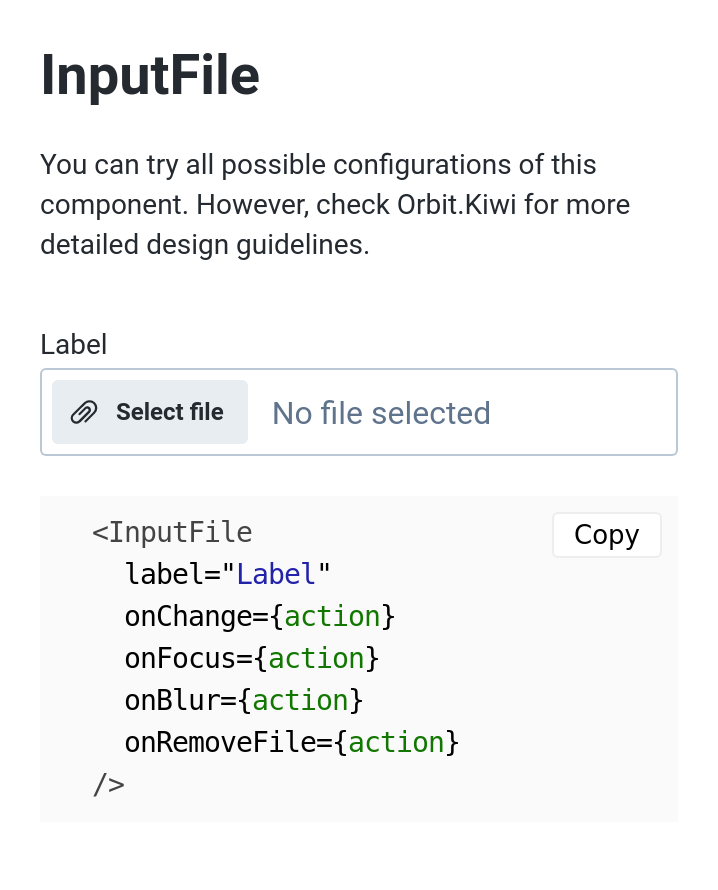 InputFile
You can try all possible configurations of this
component. However, check Orbit.Kiwi for more
detailed design guidelines.
Label
Select file No file selected
<InputFile
Copy
label="Label"
onChange={action}
onFocus={action}
onBlur={action}
onRemoveFile={action}
/>